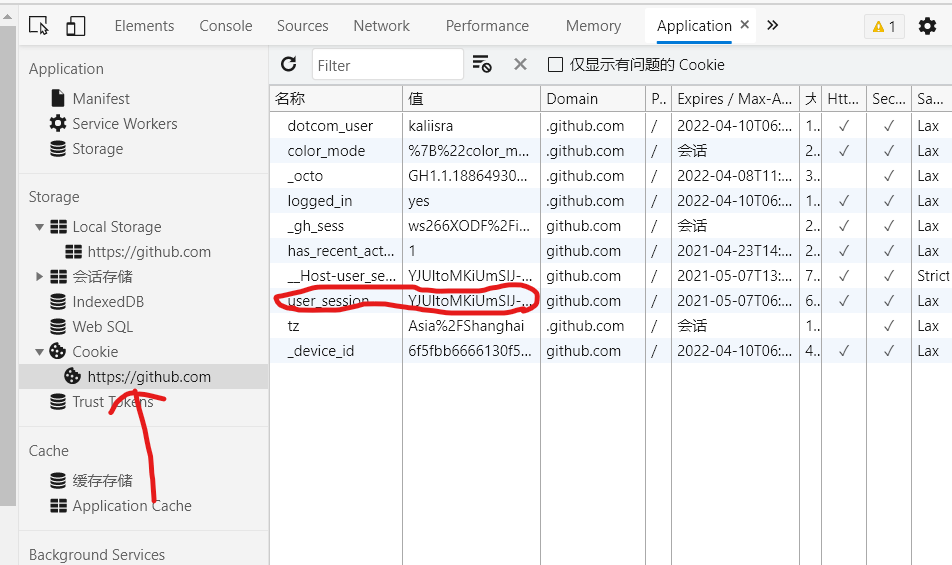 Elements Console Sources Network Performance Memory Application × » 1
Application
Manifest
Service Workers
Storage
Storage
Local Storage
https://github.com
会话存储
IndexedDB
Web SQL
Cookie
https://github.com
Trust Tokens
Cache
缓存存储
Application Cache
Background Services
Filter 仅显示有问题的 Cookie
名称 值 Domain P.. Expires / Max-A... 大 Htt... Sec... Sa...
dotcom_user kaliisra .github.com / 2022-04-10T06:... 1.. ✓ ✓ Lax
color_mode %7B%22color_m... .github.com / 会话 2.. ✓ ✓ Lax
_octo GH1.1.18864930... .github.com / 2022-04-08T11:... 3.. ✓ Lax
logged_in yes .github.com / 2022-04-10T06:... 1.. ✓ ✓ Lax
_gh_sess ws266XODF%2Fi... github.com / 会话 2.. ✓ ✓ Lax
has_recent_act... 1 github.com / 2021-04-23T14... 2.. ✓ ✓ Lax
__Host-user_se... github.com / 2021-05-07T13:... 7.. ✓ ✓ Strict
user_session github.com / 2021-05-07T06... 6.. ✓ ✓ Lax
tz Asia%2FShanghai .github.com / 会话 1.. ✓ Lax
_device_id 6f5fbb6666130f5... github.com / 2022-04-10T06:... 4.. ✓ ✓ Lax